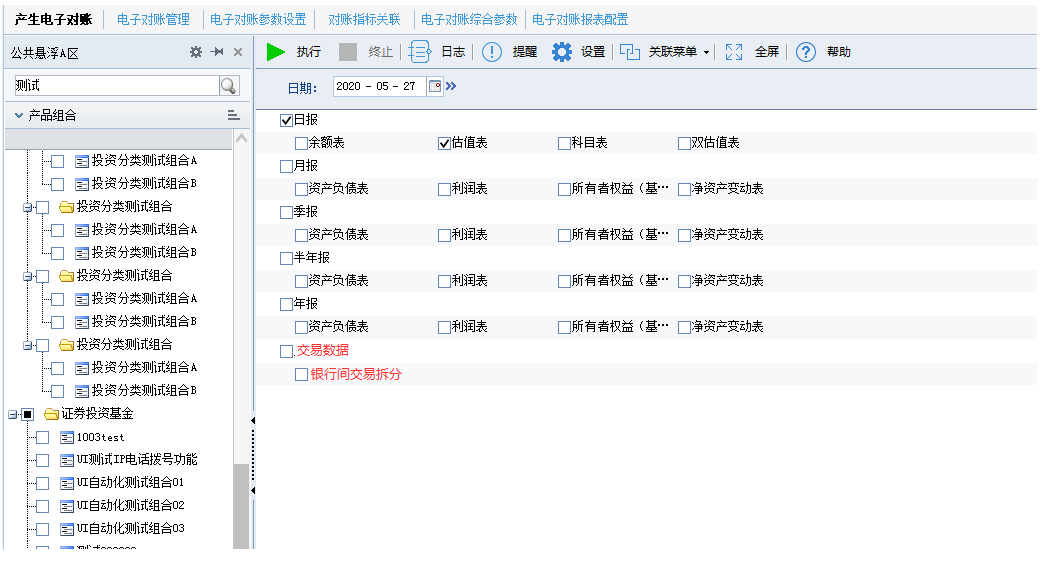 产生电子对账 电子对账管理 电子对账参数设置 对账指标关联 电子对账综合参数 电子对账报表配置
公共悬浮A区
执行 终止 日志 提醒 设置 关联菜单 全屏 帮助
测试
日期： 2020 - 05 - 27
产品组合
日报
余额表 估值表 科目表 双估值表
月报
资产负债表 利润表 所有者权益（基… 净资产变动表
季报
资产负债表 利润表 所有者权益（基… 净资产变动表
半年报
资产负债表 利润表 所有者权益（基… 净资产变动表
年报
资产负债表 利润表 所有者权益（基… 净资产变动表
交易数据
银行间交易拆分
投资分类测试组合A
投资分类测试组合B
投资分类测试组合
投资分类测试组合A
投资分类测试组合B
投资分类测试组合
投资分类测试组合A
投资分类测试组合B
投资分类测试组合
投资分类测试组合A
投资分类测试组合B
证券投资基金
1003test
UI测试IP电话拨号功能
UI自动化测试组合01
UI自动化测试组合02
UI自动化测试组合03